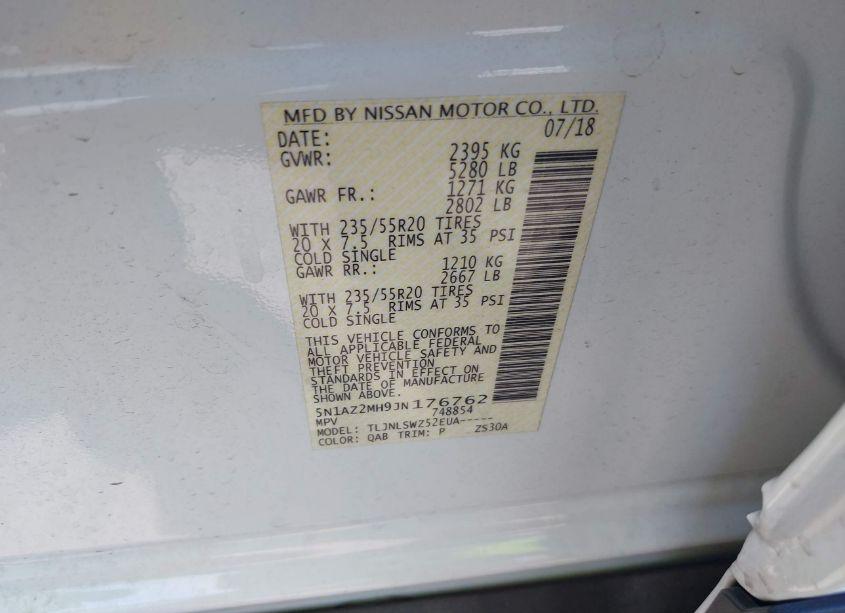 MFD BY NISSAN MOTOR CO., LTD.
DATE: 07/18
GVWR: 2395 KG
5280 LB
GAWR FR.: 1271 KG
2802 LB
WITH 235/55R20 TIRES
20 X 7.5 RIMS AT 35 PSI
COLD SINGLE
GAWR RR.: 1210 KG
2667 LB
WITH 235/55R20 TIRES
20 X 7.5 RIMS AT 35 PSI
COLD SINGLE
THIS VEHICLE CONFORMS TO
ALL APPLICABLE FEDERAL
MOTOR VEHICLE SAFETY AND
THEFT PREVENTION
STANDARDS IN EFFECT ON
THE DATE OF MANUFACTURE
SHOWN ABOVE.
5N1AZ2MH9JN176762
MPV 748854
MODEL: TLJNLSWZ52EUA-----
COLOR: QAB TRIM: P ZS30A